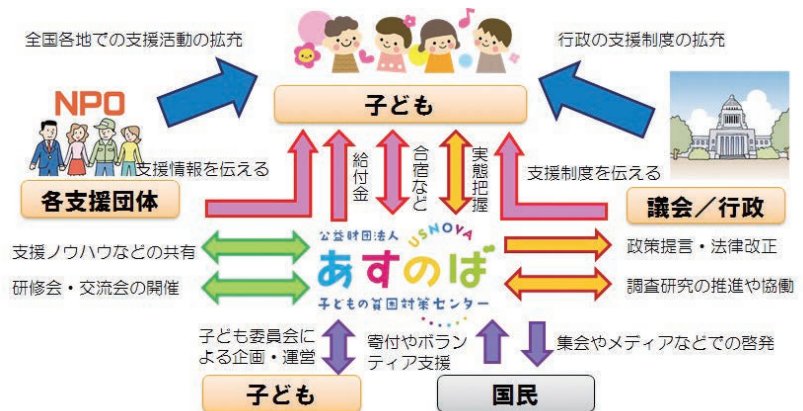 全国各地での支援活動の拡充
行政の支援制度の拡充
NPO
子ども
支援情報を伝える
給付金
合宿など
実態把握
支援制度を伝える
各支援団体
議会／行政
公益財団法人
USNOVA
あすのば
子どもの貧困対策センター
支援ノウハウなどの共有
研修会・交流会の開催
政策提言・法律改正
調査研究の推進や協働
子ども委員会に
よる企画・運営
寄付やボラン
ティア支援
集会やメディアなどでの啓発
子ども
国民